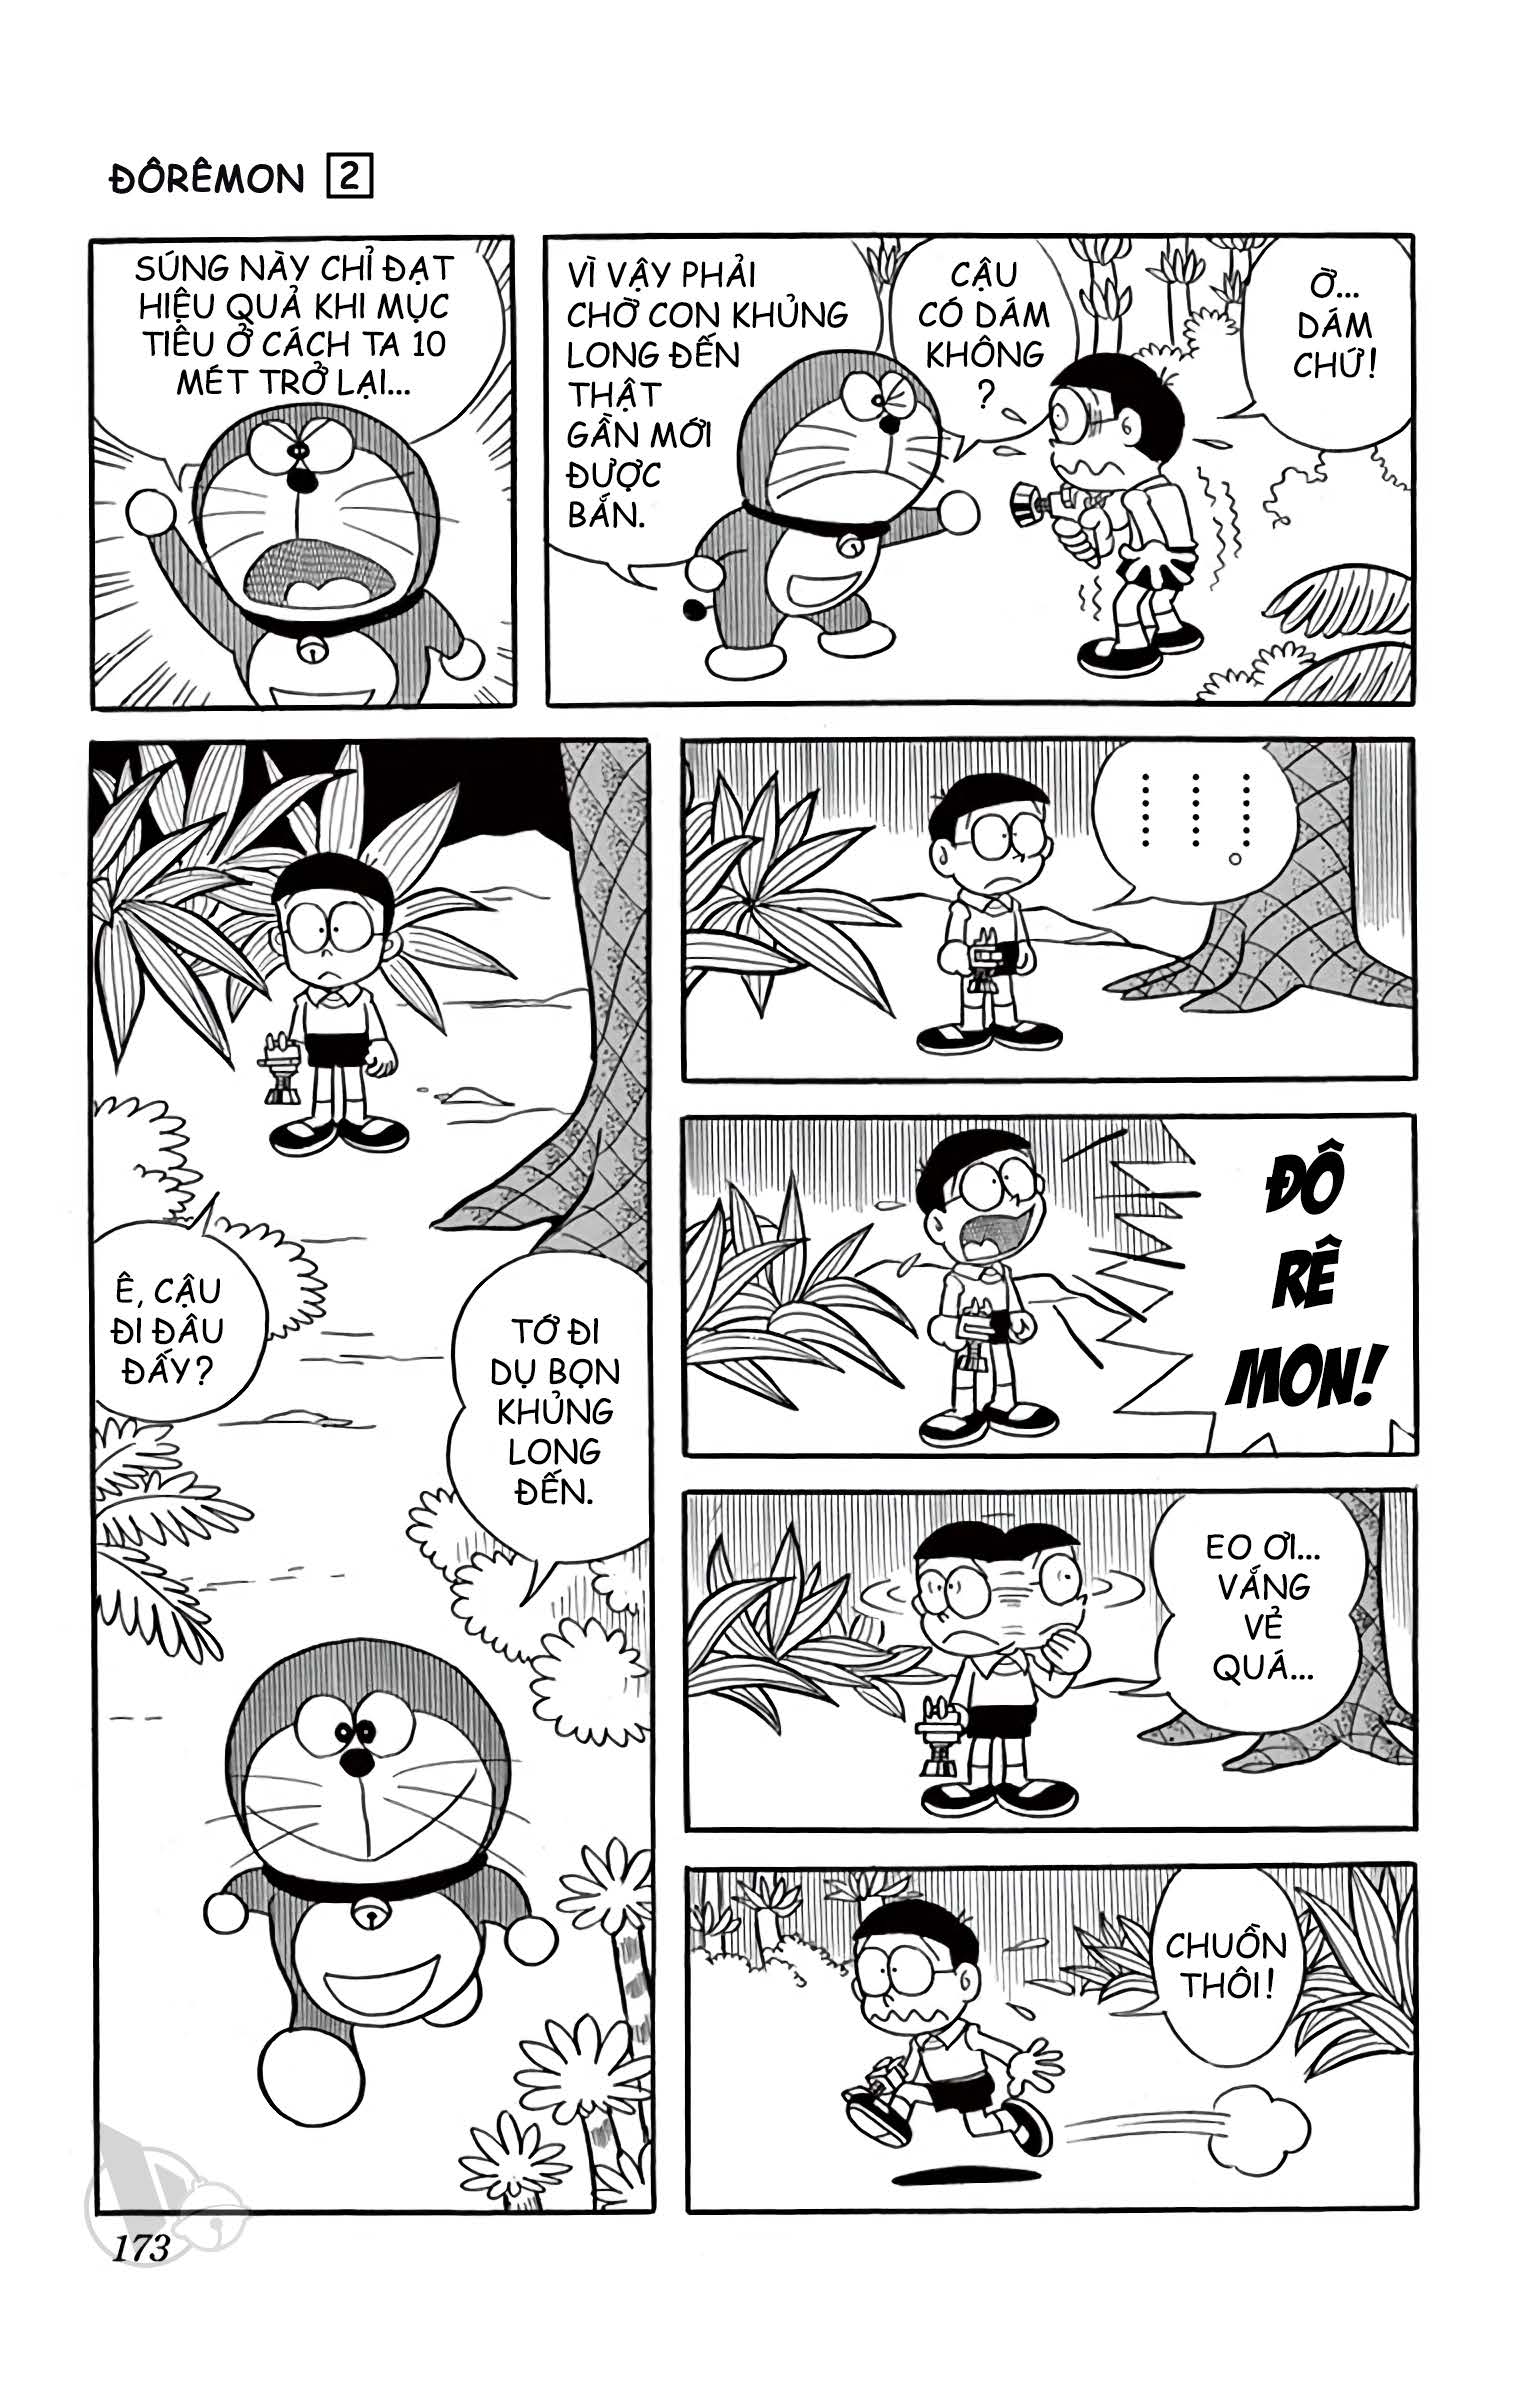 ĐÔRÊMON 2
SÚNG NÀY CHỈ ĐẠT
HIỆU QUẢ KHI MỤC
TIÊU Ở CÁCH TA 10
MÉT TRỞ LẠI...
VÌ VẬY PHẢI
CHỜ CON KHỦNG
LONG ĐẾN
THẬT
GẦN MỚI
ĐƯỢC
BẮN.
CẬU
CÓ DÁM
KHÔNG
?
Ờ...
DÁM
CHỨ!
Ê, CẬU
ĐI ĐÂU
ĐẤY?
TỚ ĐI
DỤ BỌN
KHỦNG
LONG
ĐẾN.
ĐÔ
RÊ
MON!
EO ƠI...
VẮNG
VẺ
QUÁ...
CHUỒN
THÔI!
173